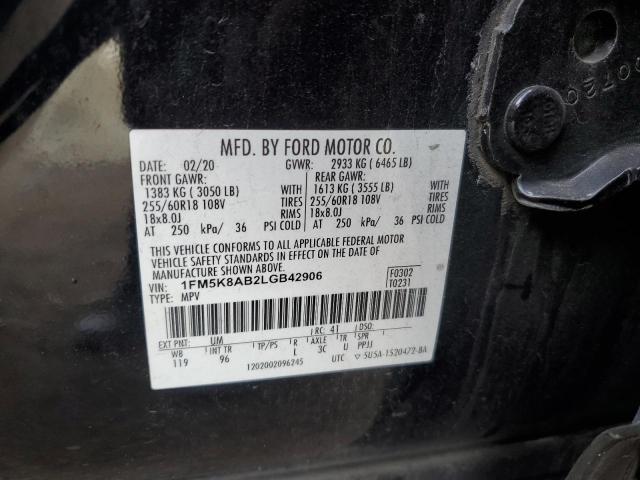 MFD. BY FORD MOTOR CO.
DATE: 02/20 GVWR: 2933 KG ( 6465 LB)
FRONT GAWR: REAR GAWR:
1383 KG ( 3050 LB) WITH 1613 KG ( 3555 LB) WITH
255/60R18 108V TIRES 255/60R18 108V TIRES
18x8.0J RIMS 18x8.0J RIMS
AT 250 kPa/ 36 PSI COLD AT 250 kPa/ 36 PSI COLD
THIS VEHICLE CONFORMS TO ALL APPLICABLE FEDERAL MOTOR
VEHICLE SAFETY STANDARDS IN EFFECT ON THE DATE OF
MANUFACTURE SHOWN ABOVE.
VIN: 1FM5K8AB2LGB42906 F0302
TYPE: MPV T0231
EXT PNT: UM RC: 41 DSO:
WB INT TR TP/PS R AXLE TR SPR
119 96 L 3C U PPJJ
1202002096245 UTC ▽ 5U5A-1520472-BA